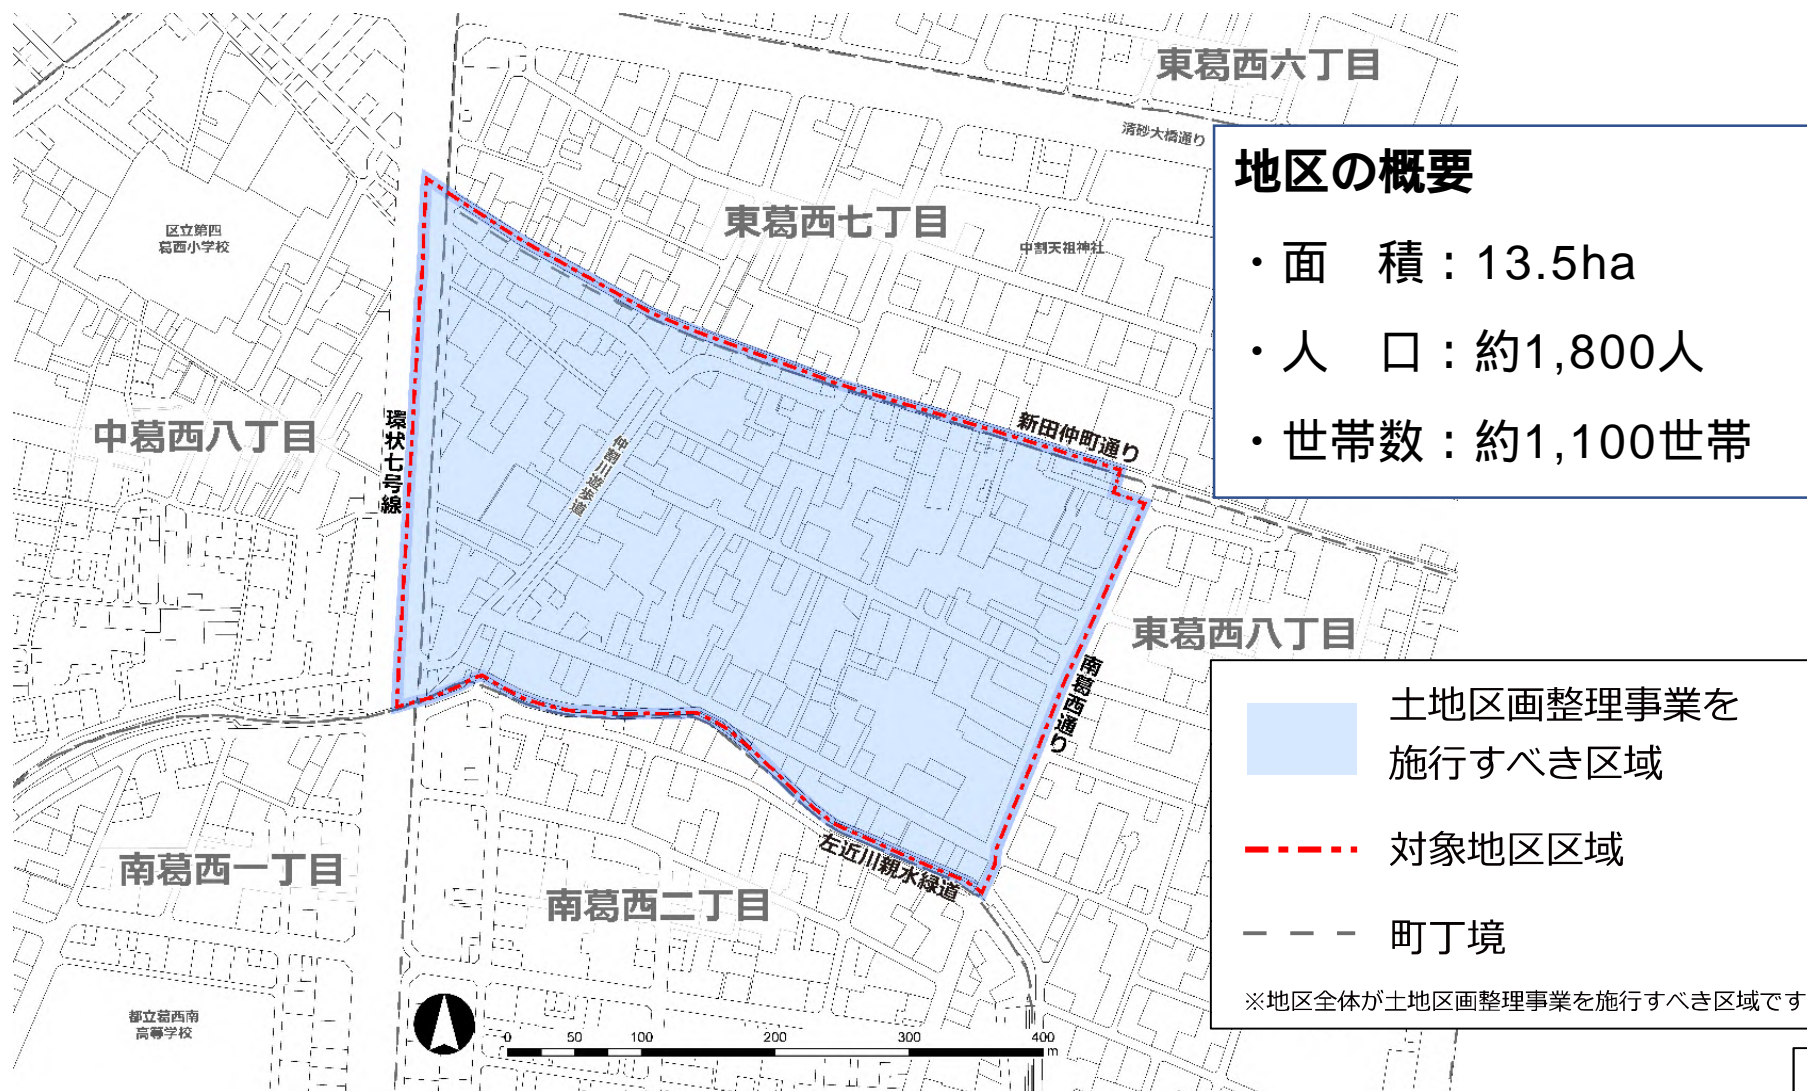 東葛西六丁目
清砂大橋通り
地区の概要
・面　積：13.5ha
・人　口：約1,800人
・世帯数：約1,100世帯
区立第四
葛西小学校
東葛西七丁目
中割天祖神社
中葛西八丁目
環状七号線
仲割川遊歩道
新田仲町通り
東葛西八丁目
南葛西通り
土地区画整理事業を
施行すべき区域
対象地区区域
町丁境
※地区全体が土地区画整理事業を施行すべき区域です
左近川親水緑道
南葛西一丁目
南葛西二丁目
都立葛西南
高等学校
0 50 100 200 300 400
m